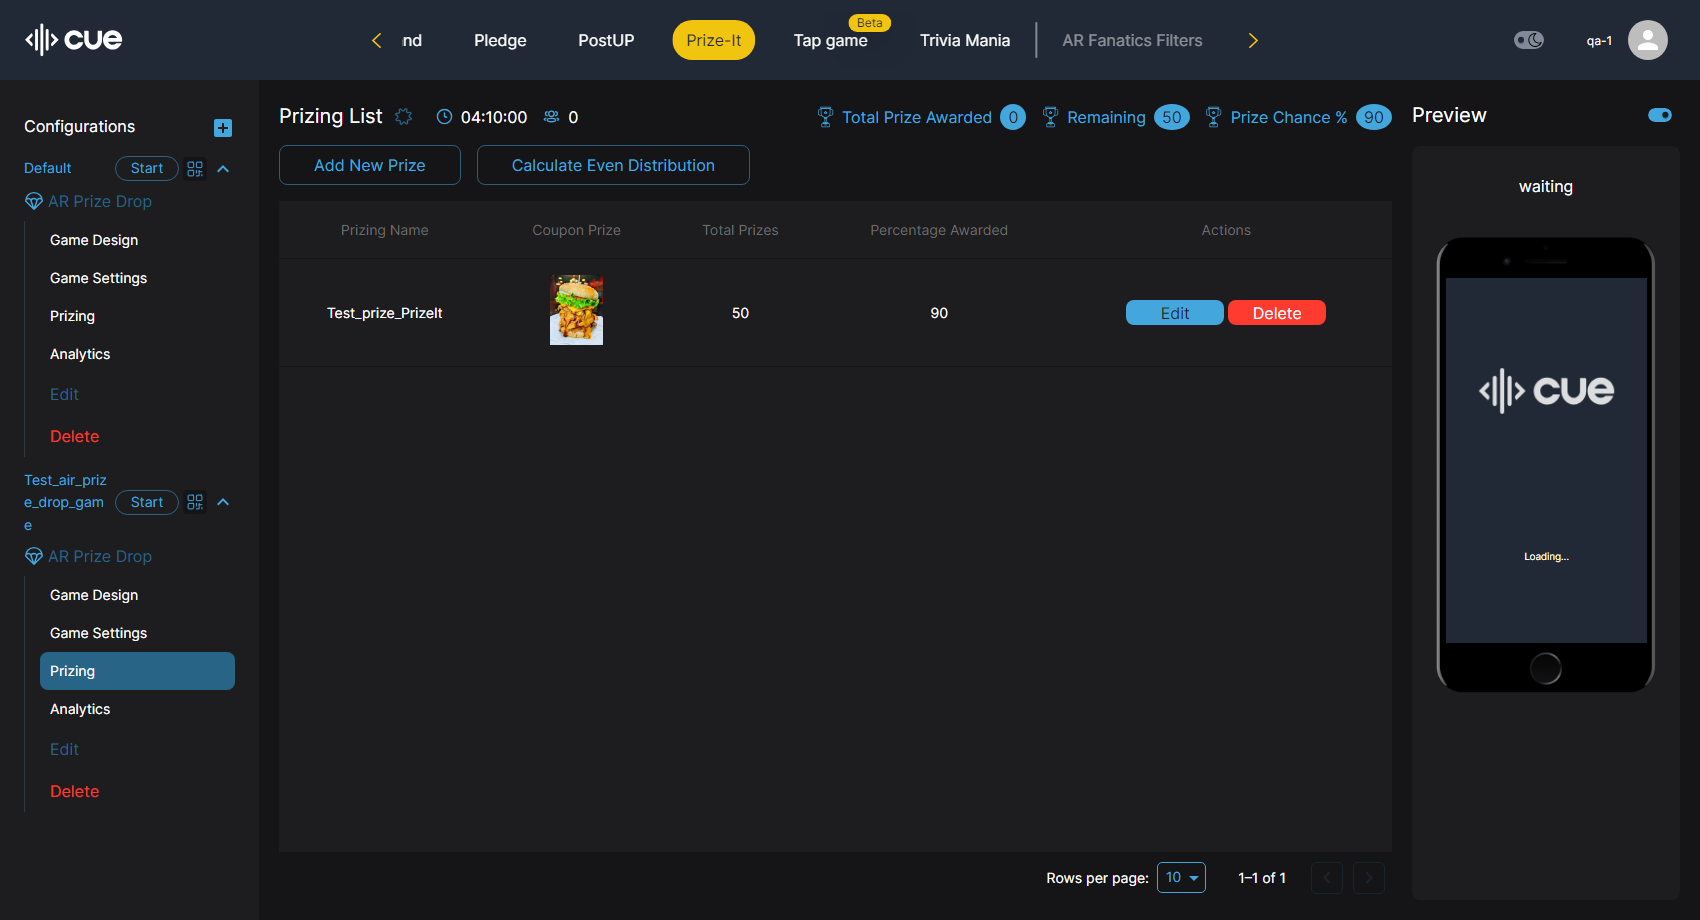 cue
nd
Pledge
PostUP
Prize-It
Beta
Tap game
Trivia Mania
AR Fanatics Filters
qa-1
Configurations
Default
Start
AR Prize Drop
Game Design
Game Settings
Prizing
Analytics
Edit
Delete
Test_air_priz
e_drop_gam
e
Start
AR Prize Drop
Game Design
Game Settings
Prizing
Analytics
Edit
Delete
Prizing List
04:10:00
0
Total Prize Awarded 0
Remaining 50
Prize Chance % 90
Add New Prize
Calculate Even Distribution
Prizing Name Coupon Prize Total Prizes Percentage Awarded Actions
Test_prize_PrizeIt 50 90 Edit Delete
Rows per page: 10 1–1 of 1
Preview
waiting
cue
Loading...